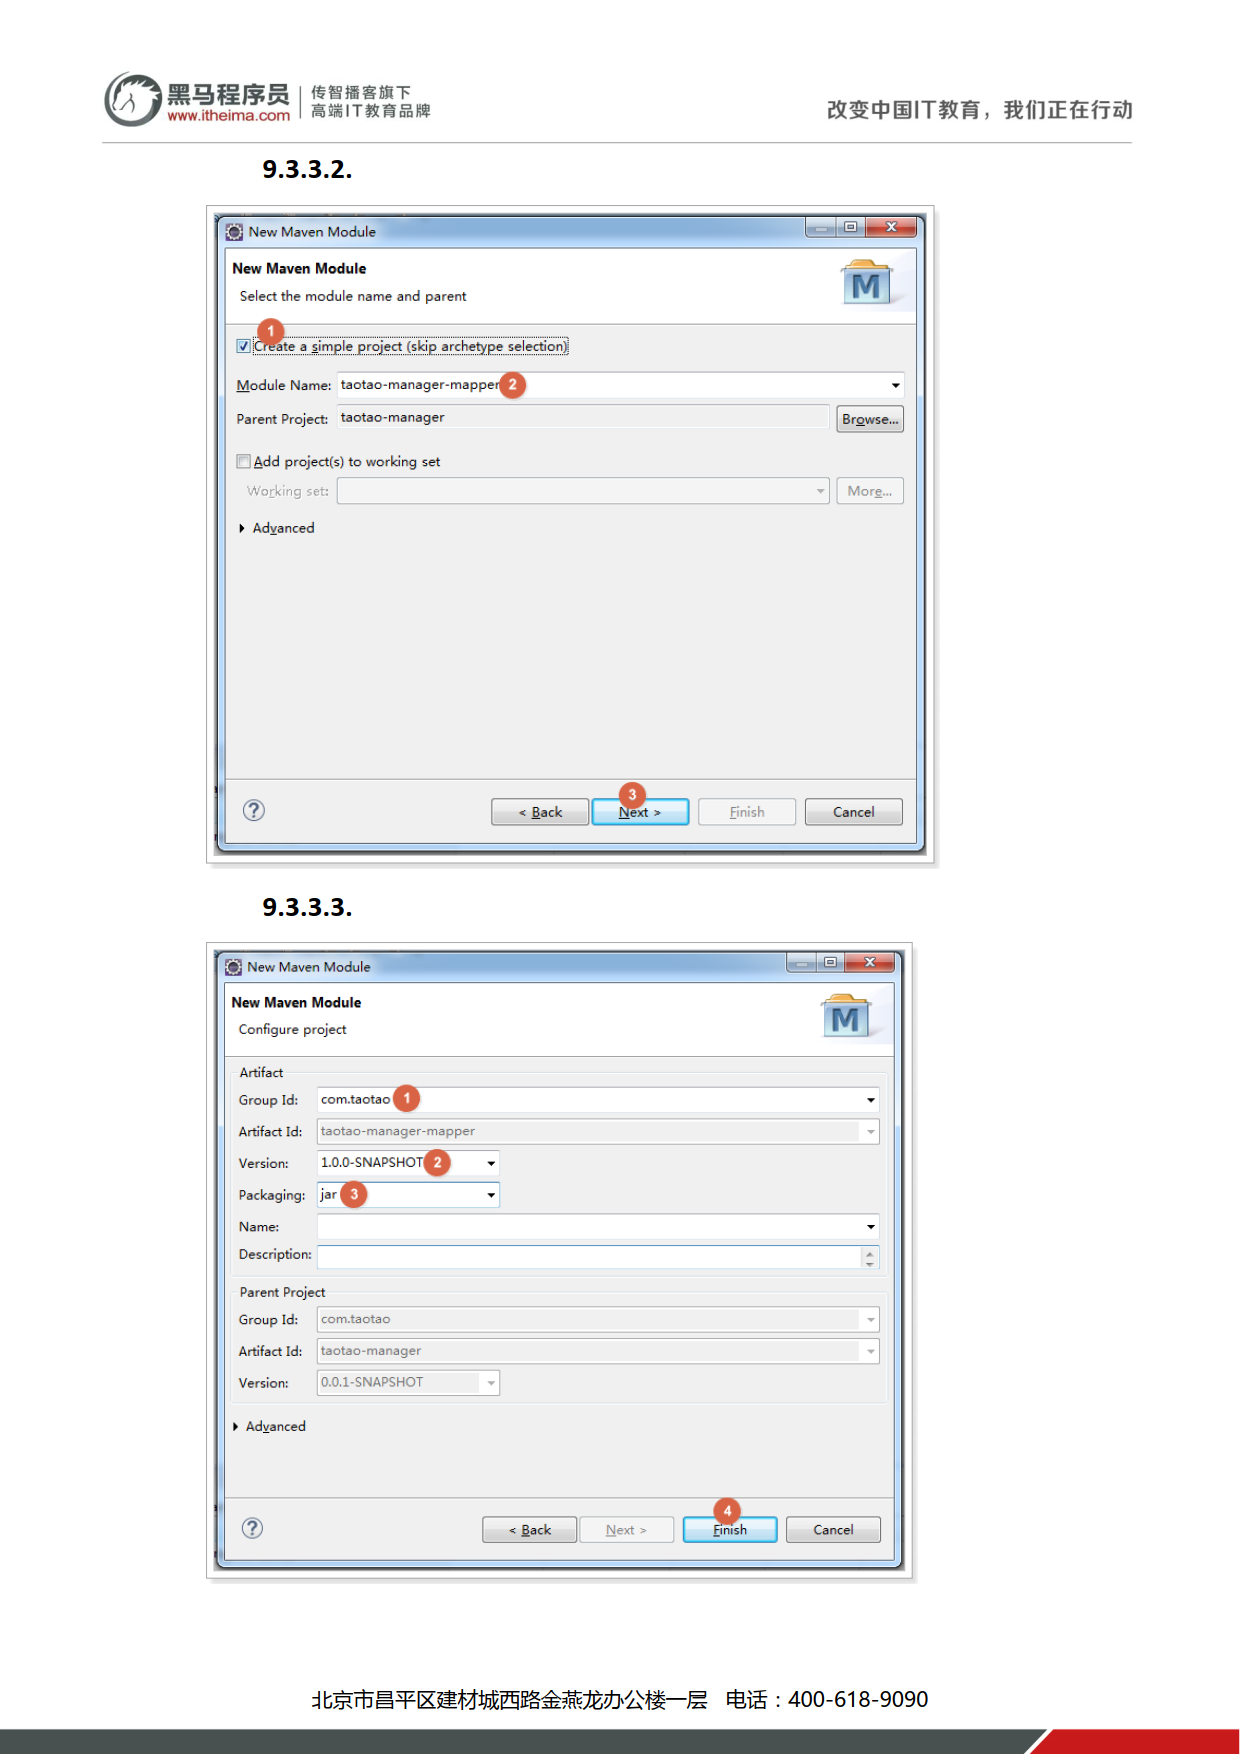 黑马程序员
www.itheima.com
传智播客旗下
高端IT教育品牌
改变中国IT教育，我们正在行动
9.3.3.2.
New Maven Module
New Maven Module
Select the module name and parent
M
1
Create a simple project (skip archetype selection)
Module Name: taotao-manager-mapper 2
Parent Project: taotao-manager Browse...
Add project(s) to working set
Working set: More...
Advanced
3
? < Back Next > Finish Cancel
9.3.3.3.
New Maven Module
New Maven Module
Configure project
M
Artifact
Group Id: com.taotao 1
Artifact Id: taotao-manager-mapper
Version: 1.0.0-SNAPSHOT 2
Packaging: jar 3
Name:
Description:
Parent Project
Group Id: com.taotao
Artifact Id: taotao-manager
Version: 0.0.1-SNAPSHOT
Advanced
4
? < Back Next > Finish Cancel
北京市昌平区建材城西路金燕龙办公楼一层 电话：400-618-9090